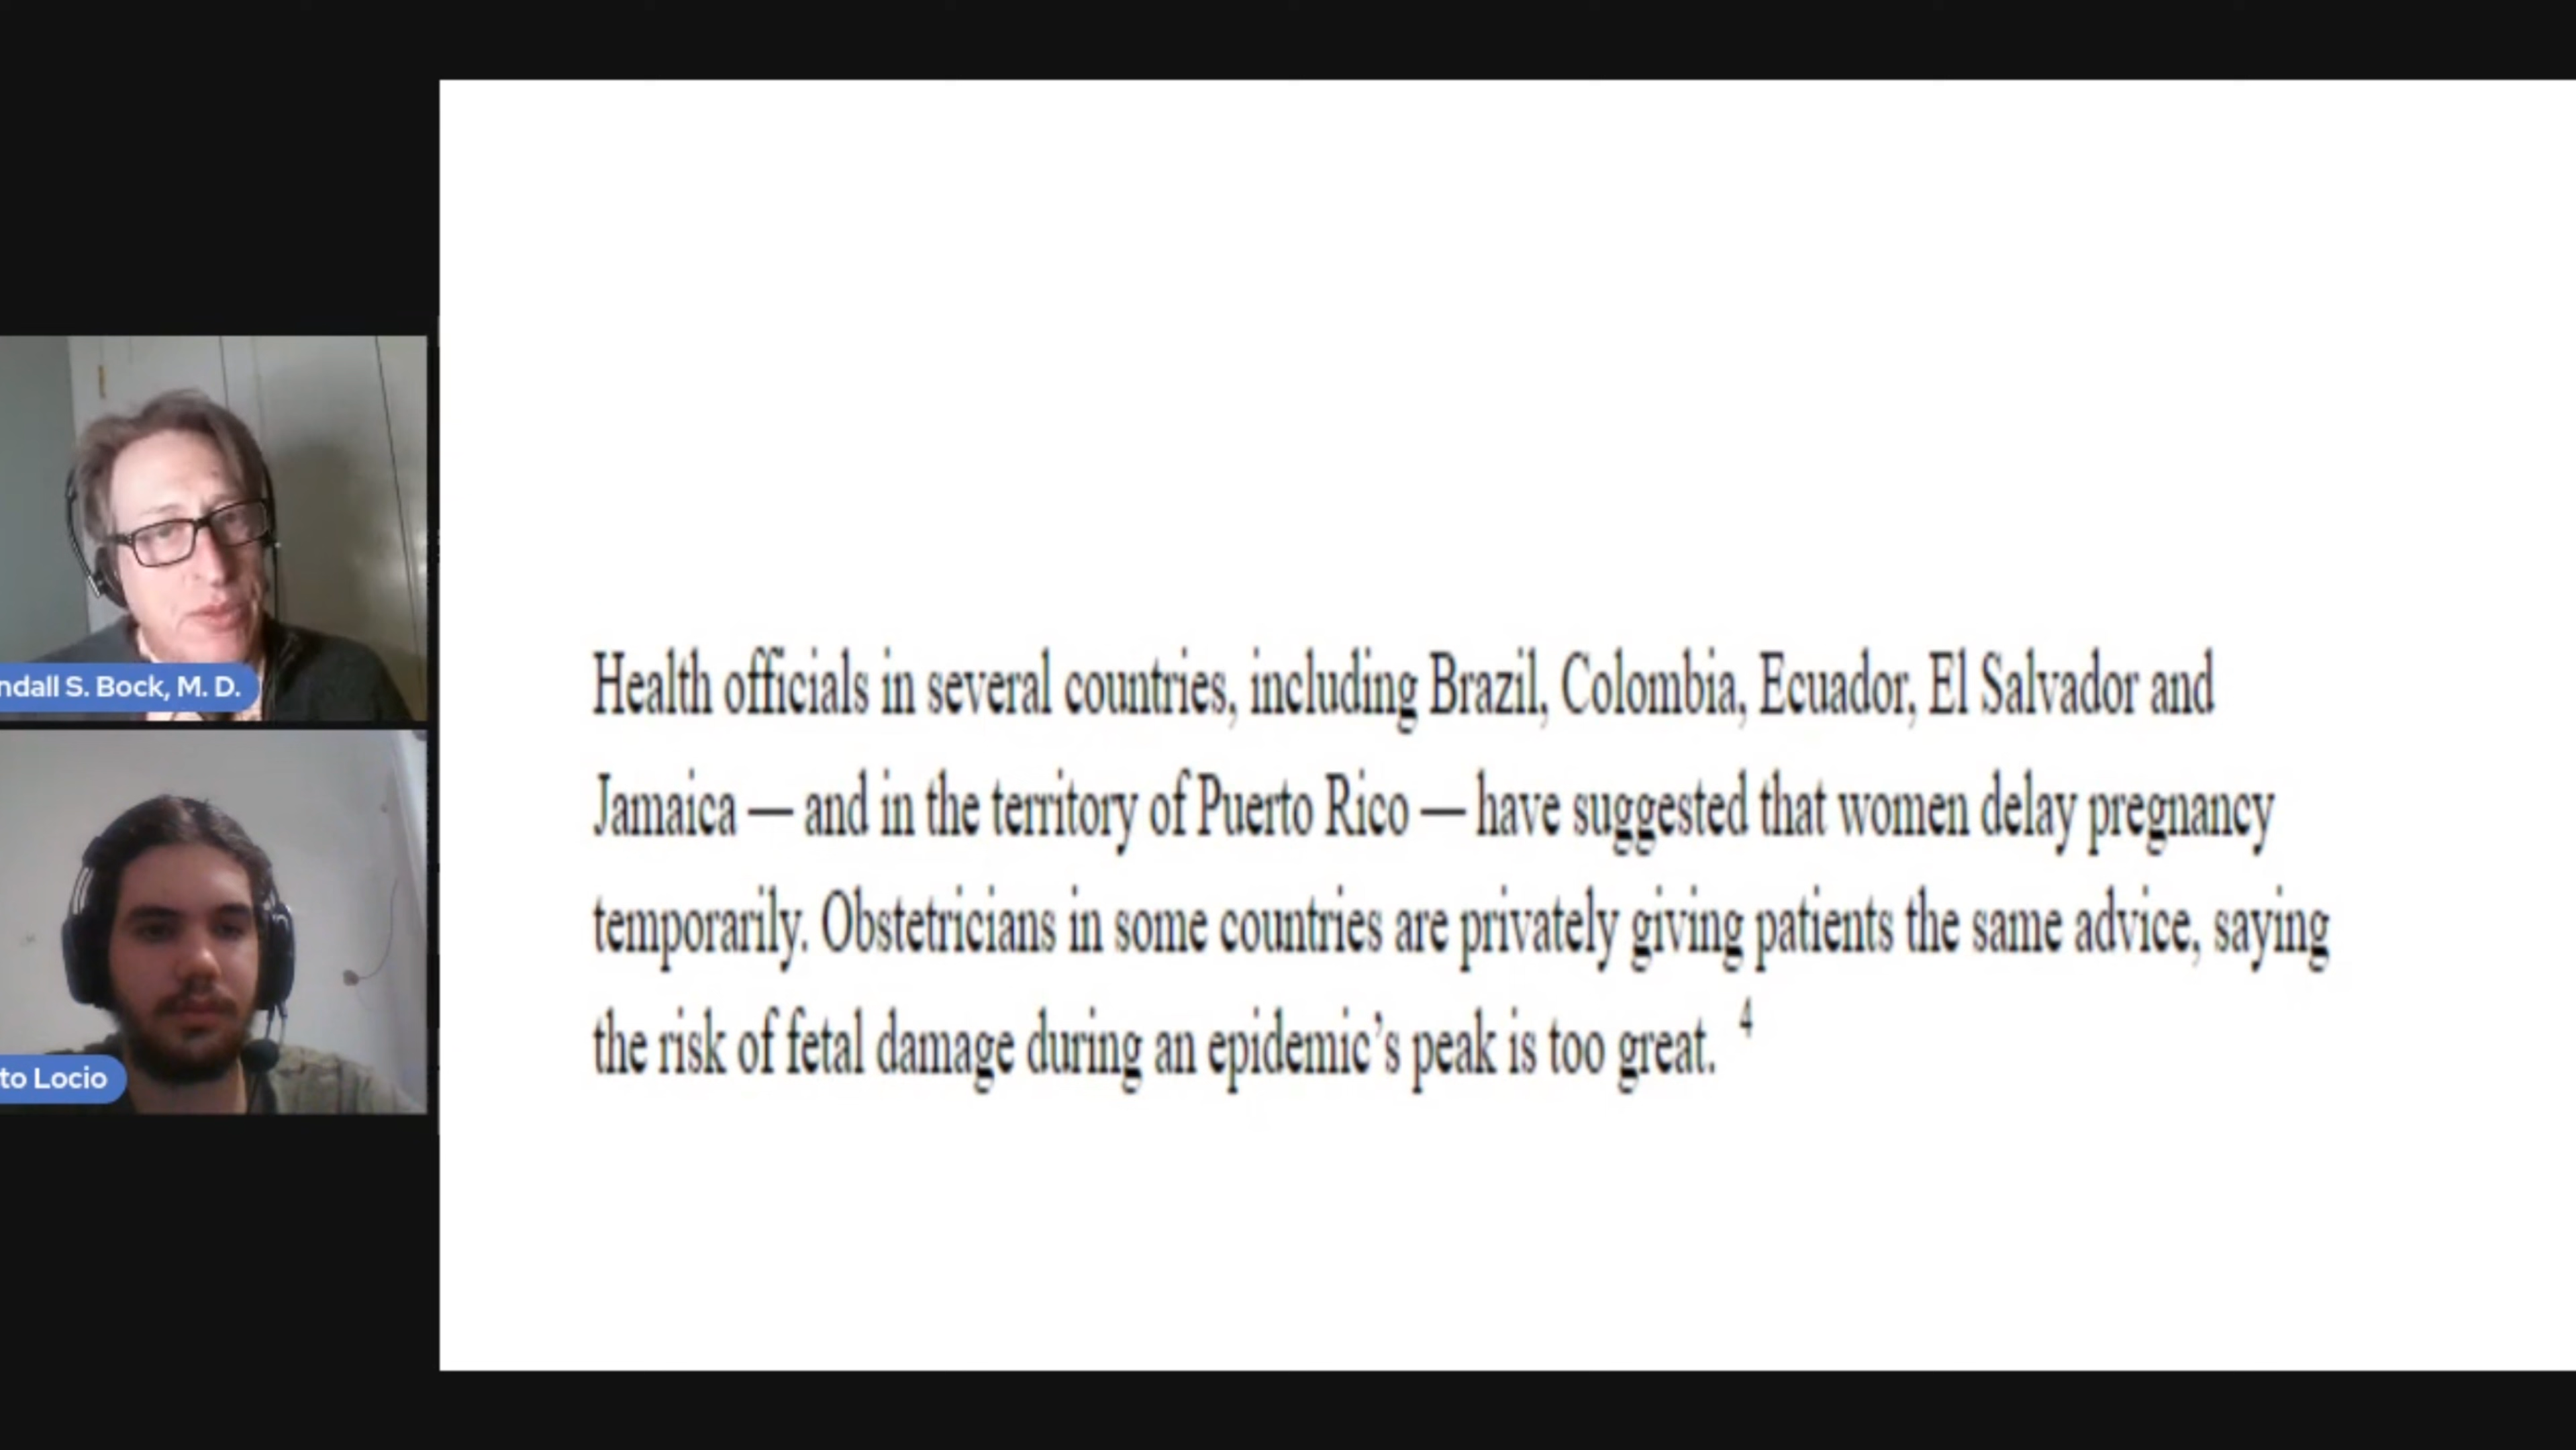 ndall S. Bock, M. D.
to Locio
Health officials in several countries, including Brazil, Colombia, Ecuador, El Salvador and
Jamaica — and in the territory of Puerto Rico — have suggested that women delay pregnancy
temporarily. Obstetricians in some countries are privately giving patients the same advice, saying
the risk of fetal damage during an epidemic’s peak is too great. 4